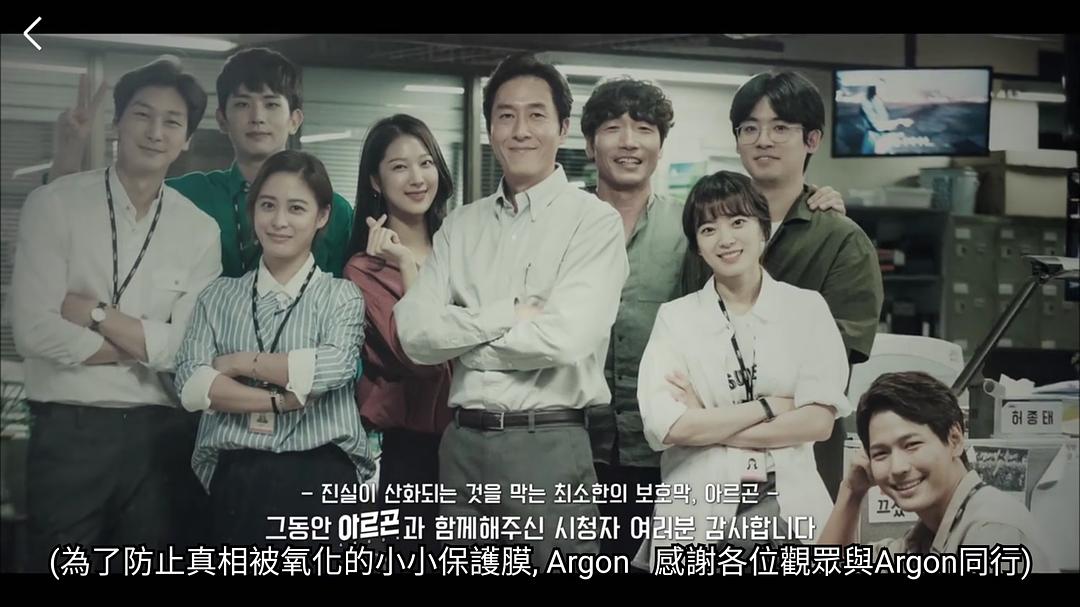 허종태
- 진실이 산화되는 것을 막는 최소한의 보호막, 아르곤 -
그동안 아르곤과 함께해주신 시청자 여러분 감사합니다
(為了防止真相被氧化的小小保護膜, Argon 感謝各位觀眾與Argon同行)